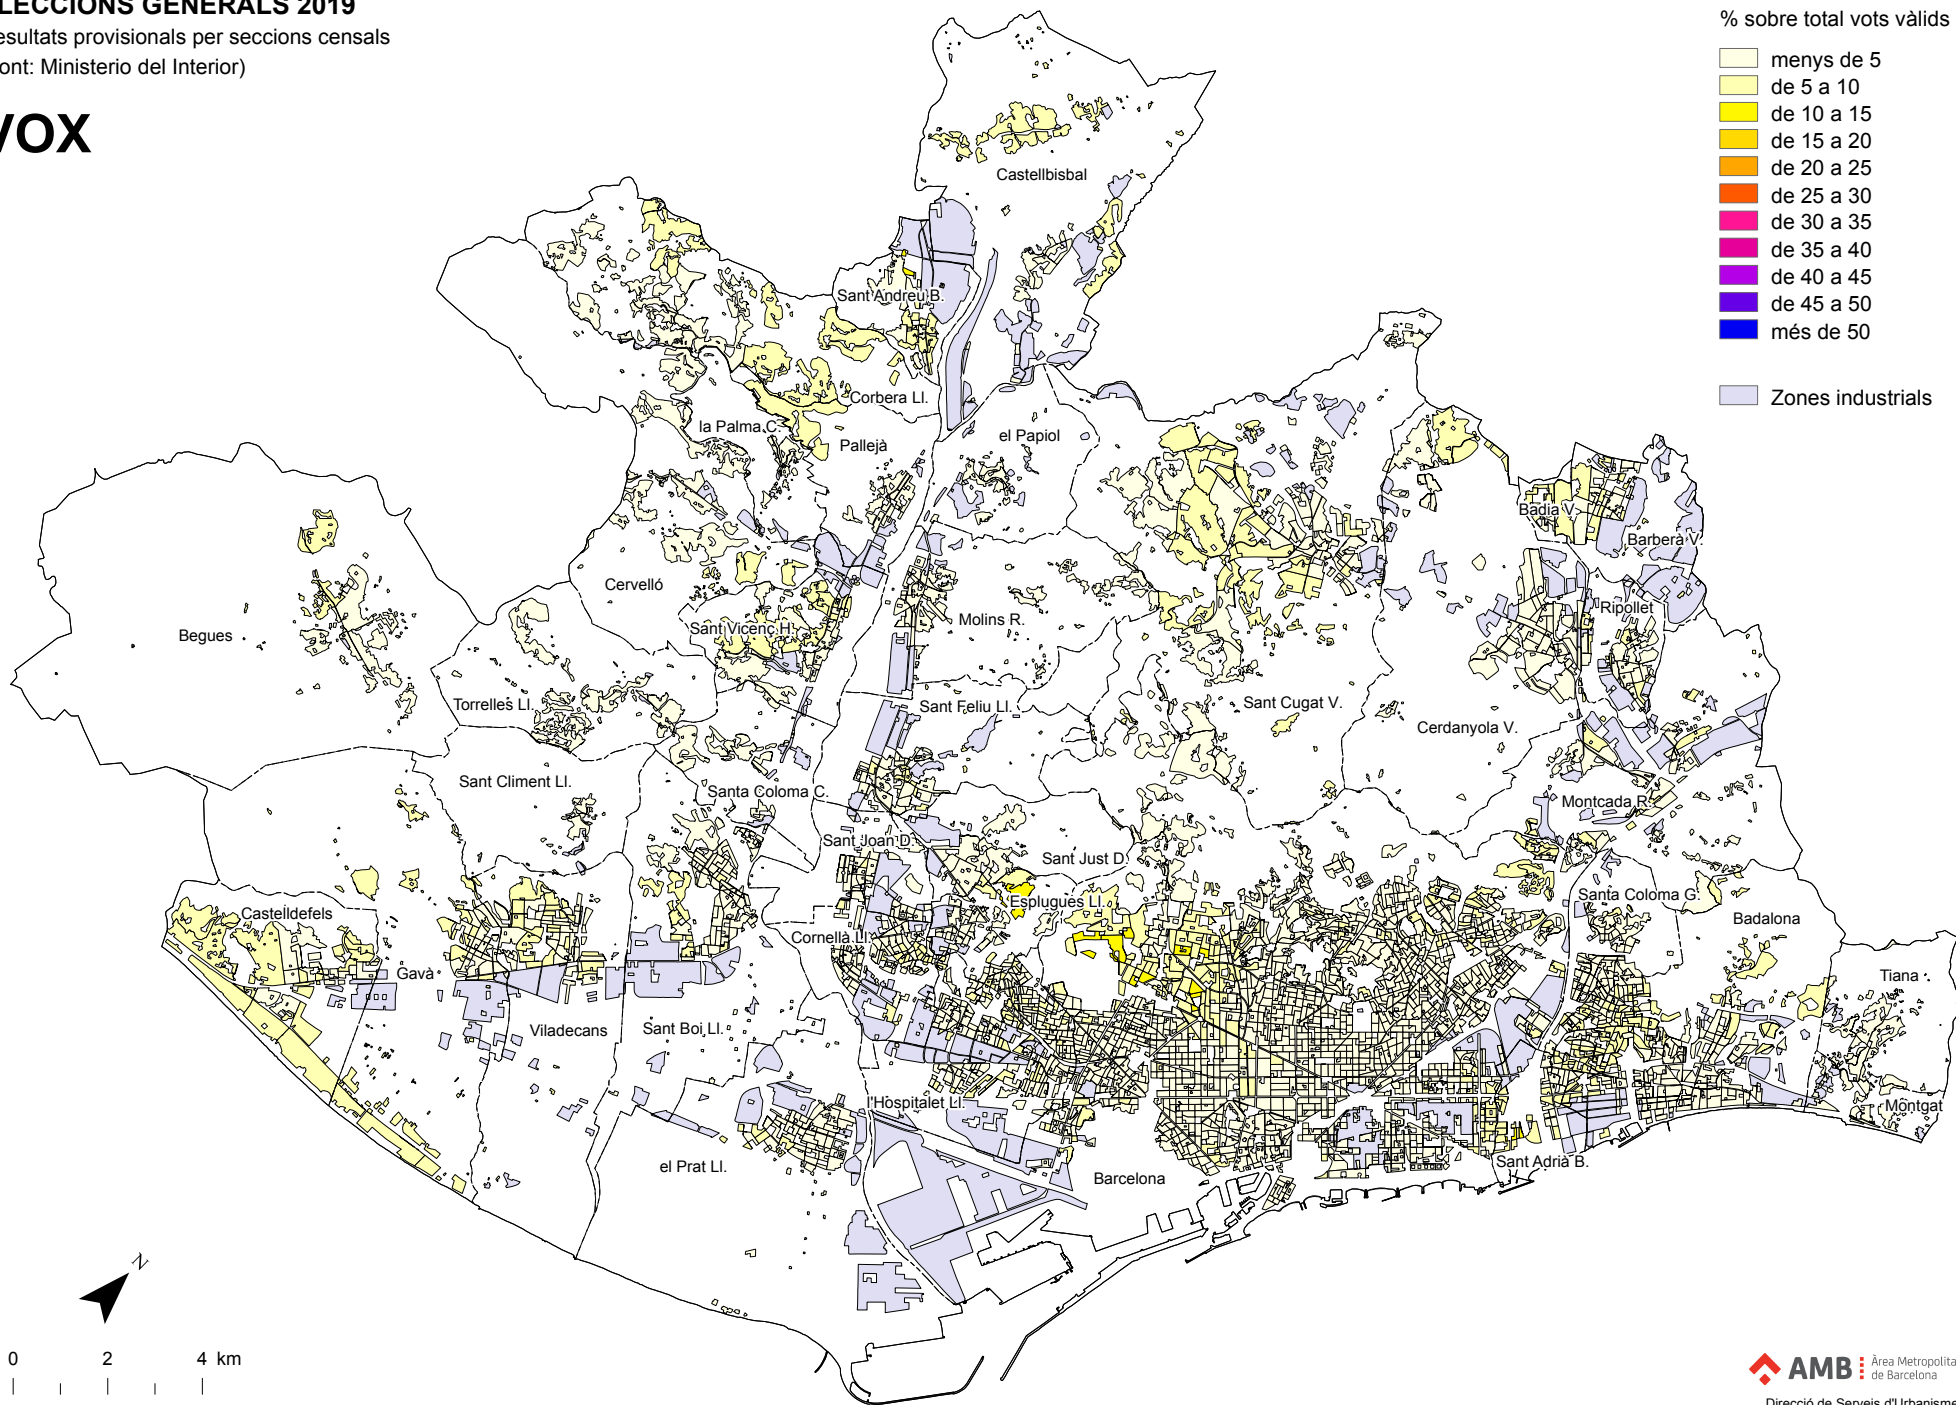 LECCIONS GENERALS 2019
esultats provisionals per seccions censals
ont: Ministerio del Interior)
VOX
% sobre total vots vàlids
menys de 5
de 5 a 10
de 10 a 15
de 15 a 20
de 20 a 25
de 25 a 30
de 30 a 35
de 35 a 40
de 40 a 45
de 45 a 50
més de 50
Zones industrials
Castellbisbal
Sant Andreu B.
Corbera Ll.
la Palma C.
Pallejà
el Papiol
Badia V.
Barberà V.
Cervelló
Ripollet
Begues
Sant Vicenç H.
Molins R.
Torrelles Ll.
Sant Feliu Ll.
Sant Cugat V.
Cerdanyola V.
Sant Climent Ll.
Santa Coloma C.
Montcada R.
Sant Joan D.
Sant Just D.
Esplugues Ll.
Santa Coloma G.
Castelldefels
Badalona
Cornellà Ll.
Gavà
Tiana
Viladecans
Sant Boi Ll.
l'Hospitalet Ll.
Montgat
el Prat Ll.
Sant Adrià B.
Barcelona
N
0 2 4 km
AMB
Àrea Metropolita
de Barcelona
Direcció de Serveis d'Urbanisme